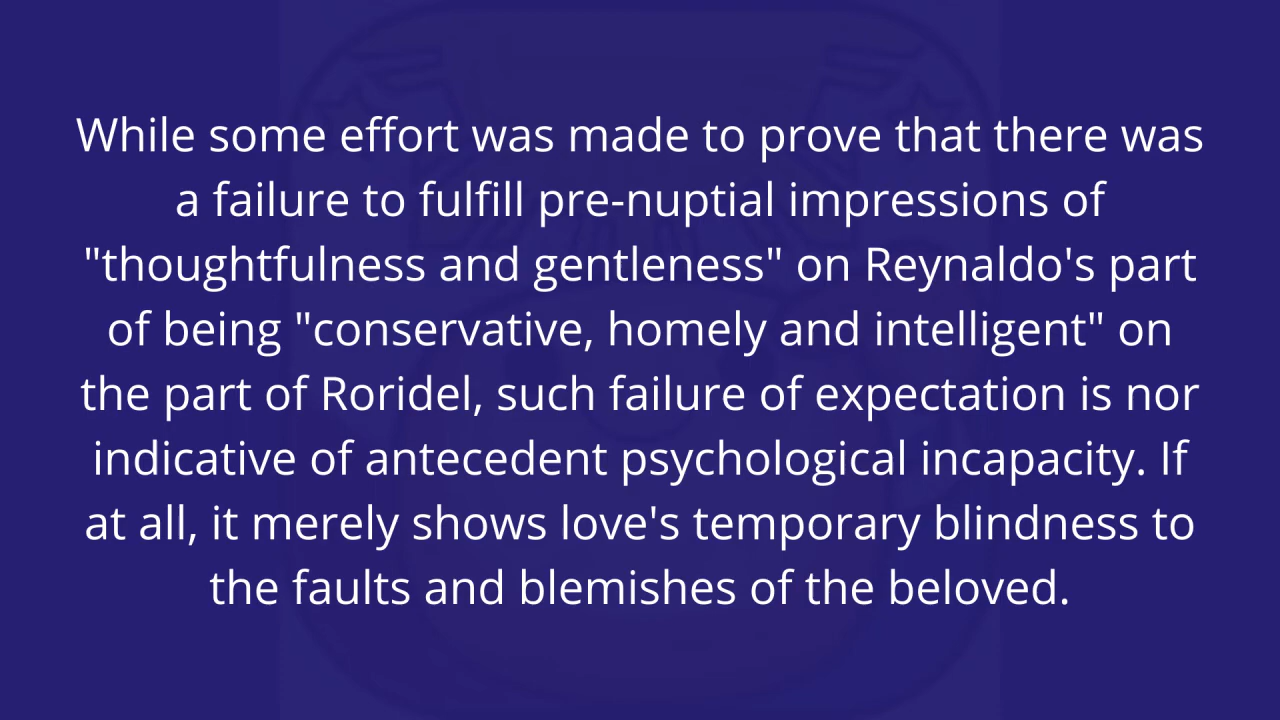 While some effort was made to prove that there was
a failure to fulfill pre-nuptial impressions of
"thoughtfulness and gentleness" on Reynaldo's part
of being "conservative, homely and intelligent" on
the part of Roridel, such failure of expectation is nor
indicative of antecedent psychological incapacity. If
at all, it merely shows love's temporary blindness to
the faults and blemishes of the beloved.